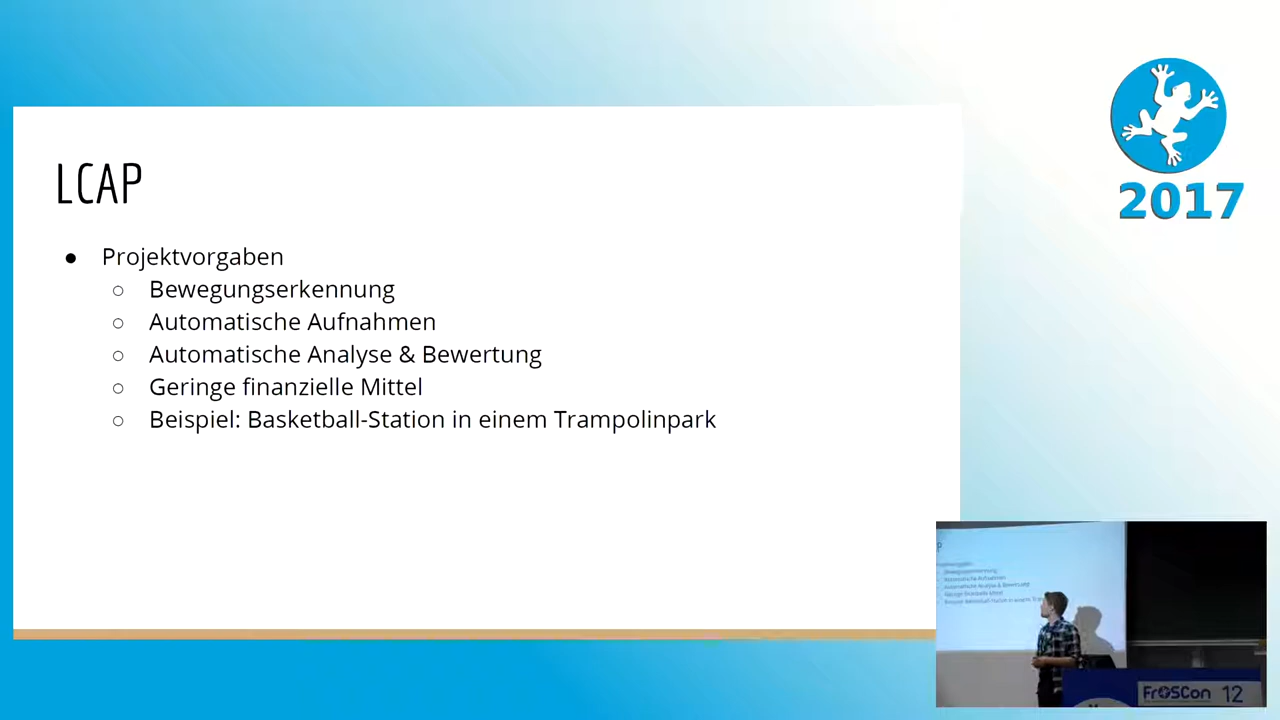 LCAP
● Projektvorgaben
○ Bewegungserkennung
○ Automatische Aufnahmen
○ Automatische Analyse & Bewertung
○ Geringe finanzielle Mittel
○ Beispiel: Basketball-Station in einem Trampolinpark
2017
FrOSCon 12